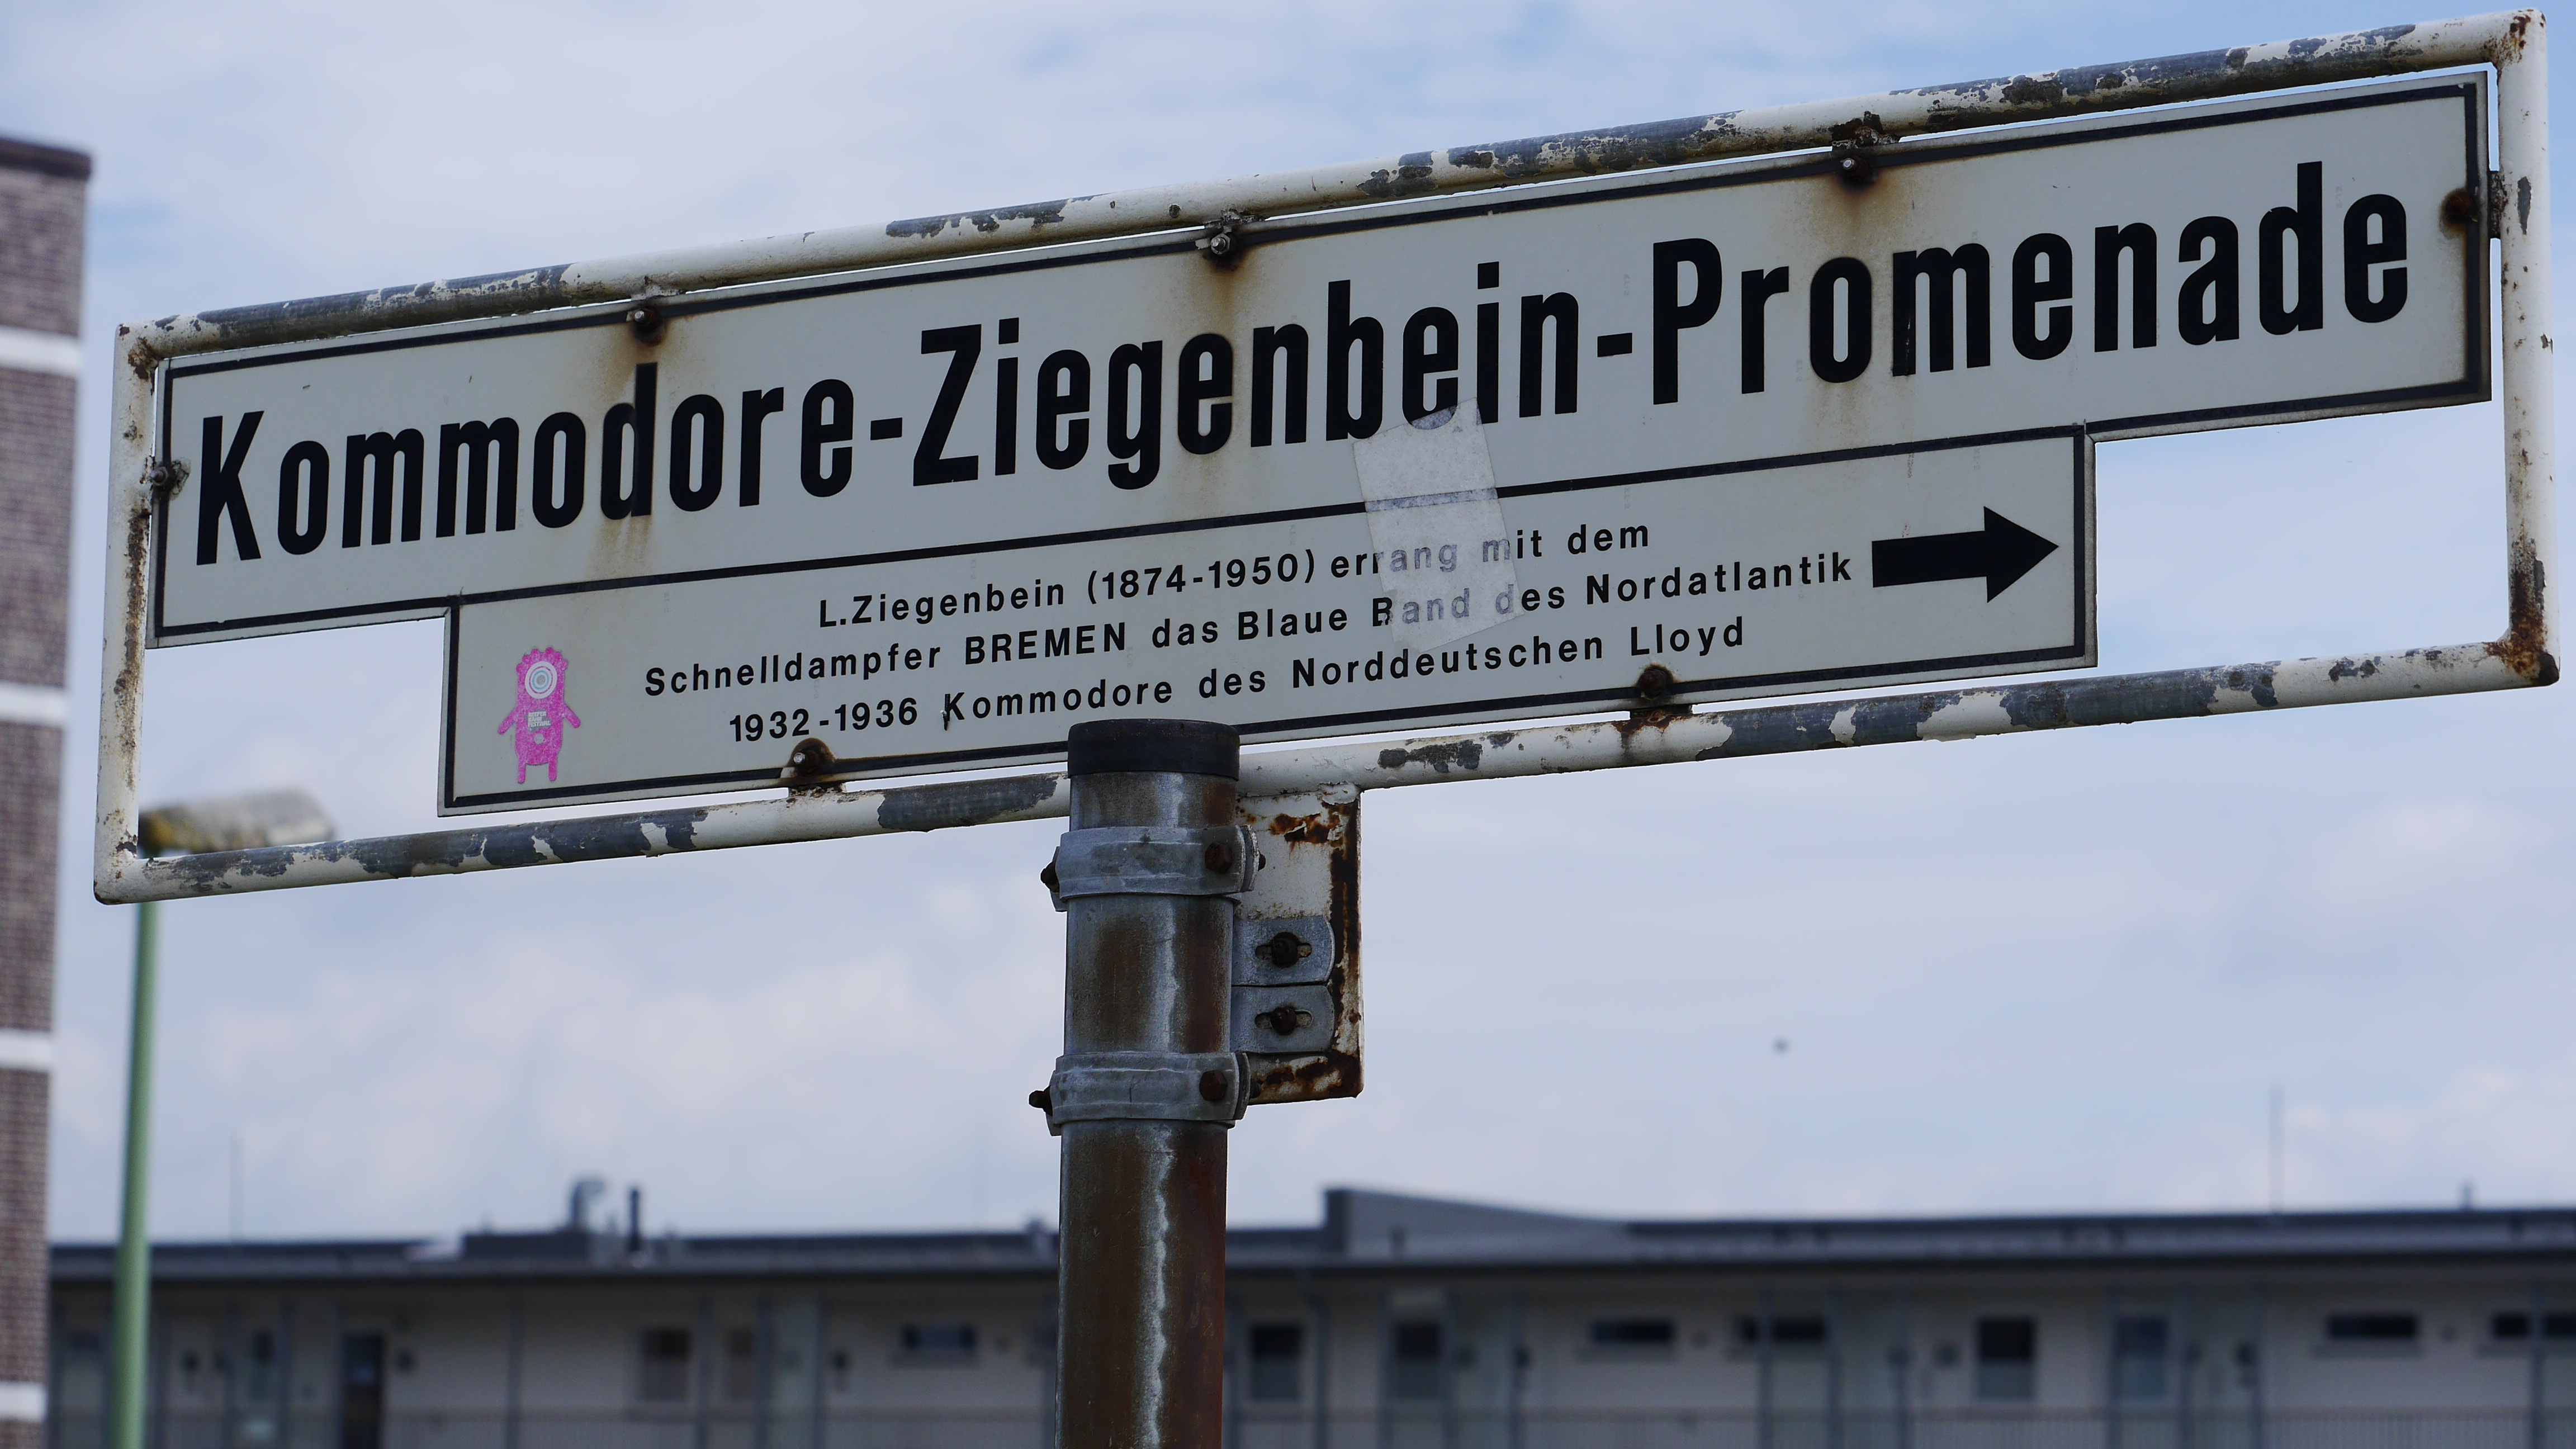 Kommodore-Ziegenbein-Promenade
L.Ziegenbein (1874-1950) errang mit dem
Schnelldampfer BREMEN das Blaue Band des Nordatlantik
1932-1936 Kommodore des Norddeutschen Lloyd